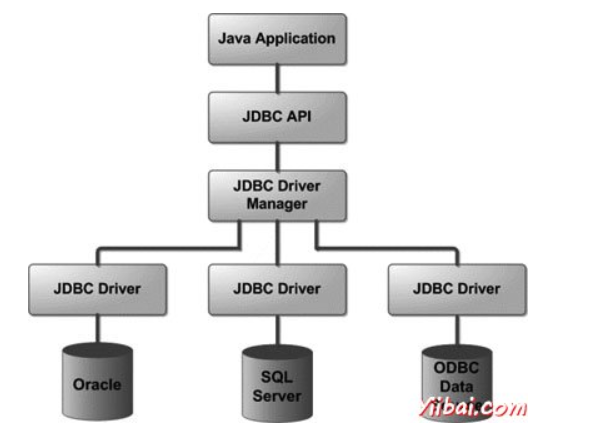 Java Application
JDBC API
JDBC Driver
Manager
JDBC Driver
JDBC Driver
JDBC Driver
Oracle
SQL
Server
ODBC
Data
Yiibai.com